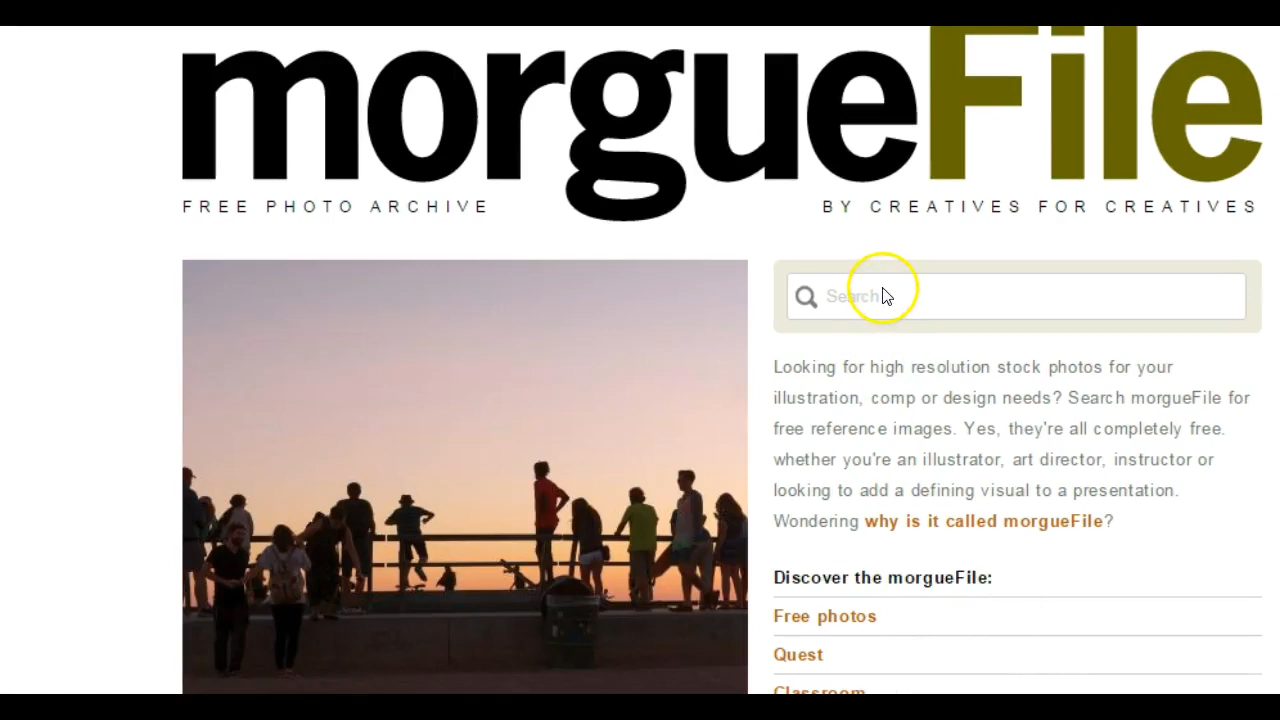 morgueFile
FREE PHOTO ARCHIVE
BY CREATIVES FOR CREATIVES
Search
Looking for high resolution stock photos for your
illustration, comp or design needs? Search morgueFile for
free reference images. Yes, they're all completely free.
whether you're an illustrator, art director, instructor or
looking to add a defining visual to a presentation.
Wondering why is it called morgueFile?
Discover the morgueFile:
Free photos
Quest
Classroom